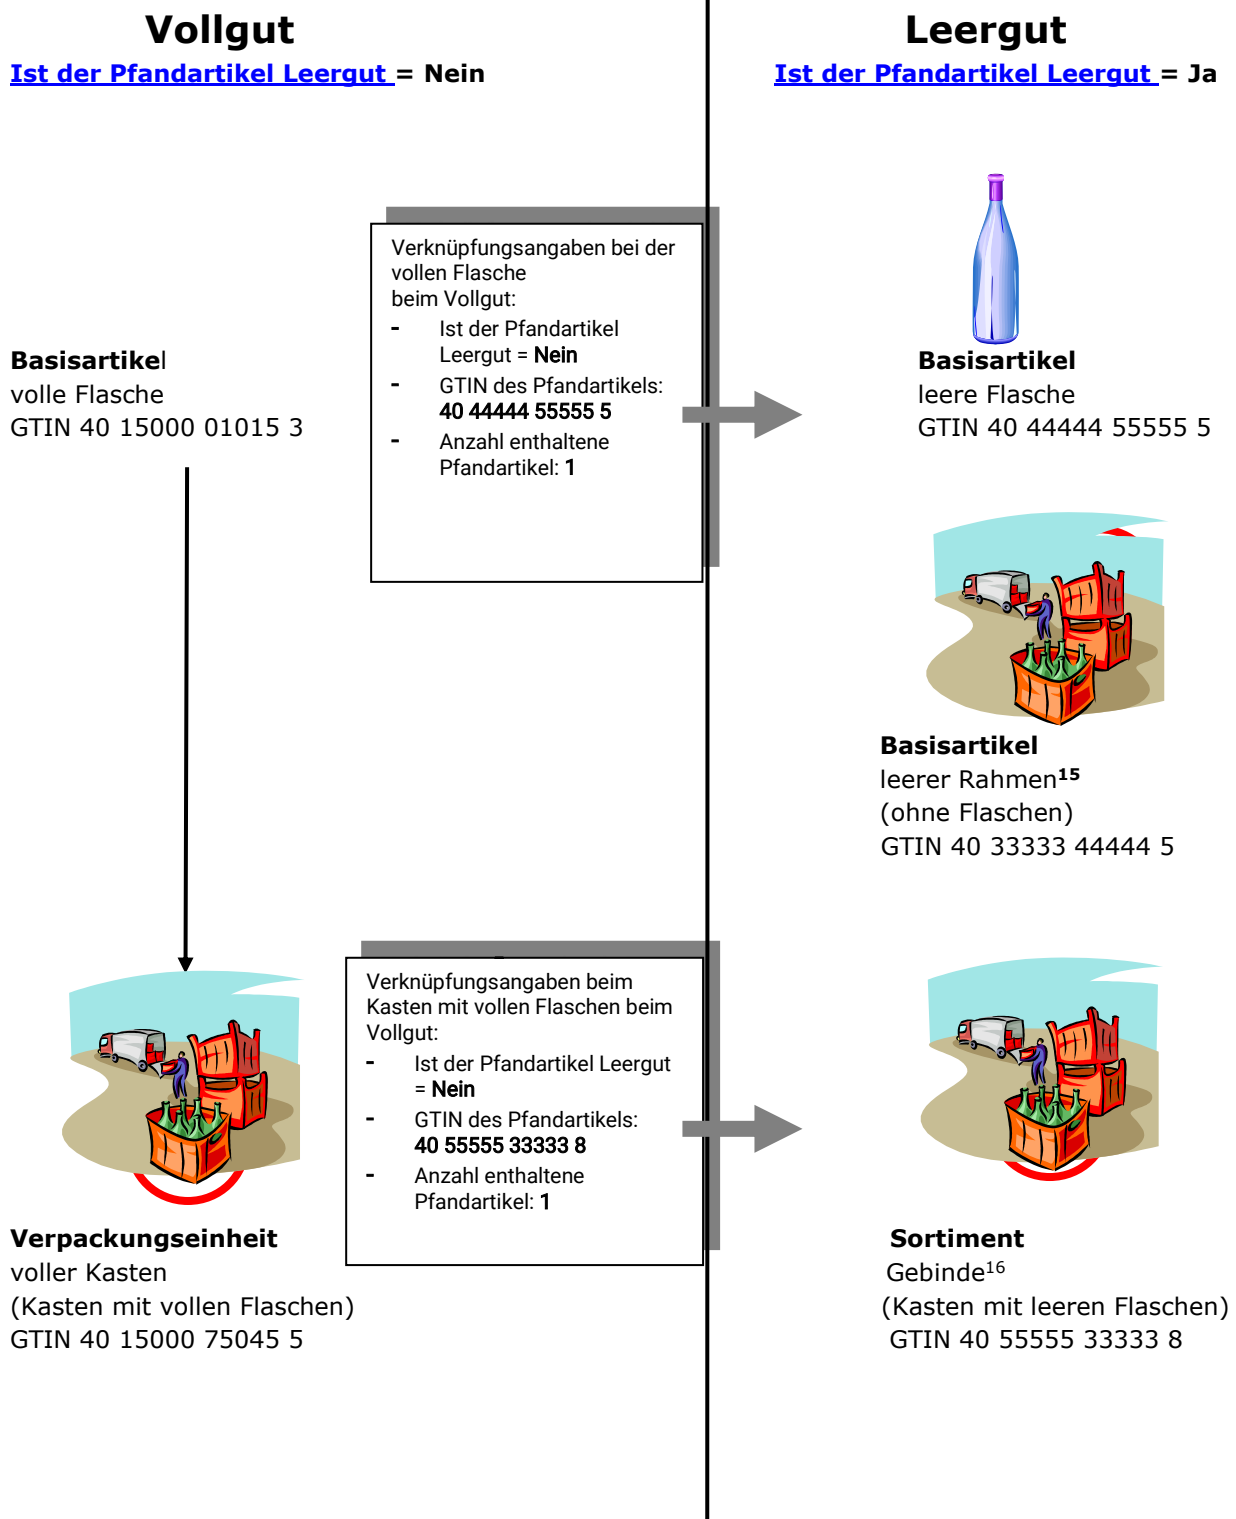 Vollgut
Ist der Pfandartikel Leergut = Nein
Leergut
Ist der Pfandartikel Leergut = Ja
Verknüpfungsangaben bei der
vollen Flasche
beim Vollgut:
- Ist der Pfandartikel
Leergut = Nein
- GTIN des Pfandartikels:
40 44444 55555 5
- Anzahl enthaltene
Pfandartikel: 1
Basisartikel
volle Flasche
GTIN 40 15000 01015 3
Basisartikel
leere Flasche
GTIN 40 44444 55555 5
Basisartikel
leerer Rahmen15
(ohne Flaschen)
GTIN 40 33333 44444 5
Verknüpfungsangaben beim
Kasten mit vollen Flaschen beim
Vollgut:
- Ist der Pfandartikel Leergut
= Nein
- GTIN des Pfandartikels:
40 55555 33333 8
- Anzahl enthaltene
Pfandartikel: 1
Verpackungseinheit
voller Kasten
(Kasten mit vollen Flaschen)
GTIN 40 15000 75045 5
Sortiment
Gebinde16
(Kasten mit leeren Flaschen)
GTIN 40 55555 33333 8